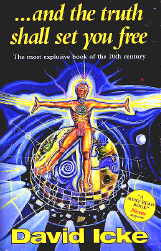 ...and the truth
shall set you free
The most explosive book of the 20th century
David Icke